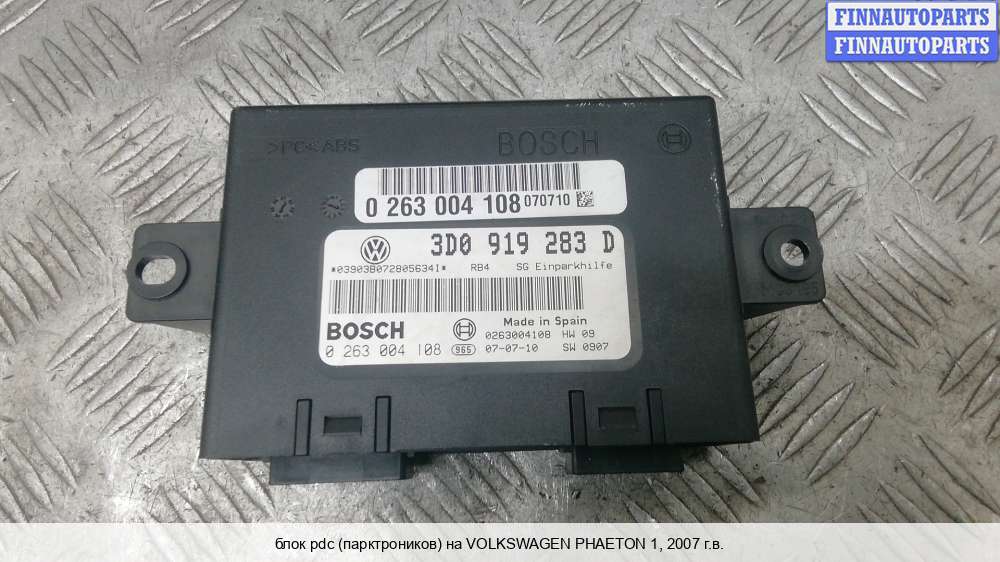 FINNAUTOPARTS
FINNAUTOPARTS
>PC+ABS
BOSCH
0 263 004 108 070710
3D0 919 283 D
*03903B0728056341* RB4 SG Einparkhilfe
Made in Spain
BOSCH 0263004108 HW 09
0 263 004 108 965 07-07-10 SW 0907
блок pdc (парктроников) на VOLKSWAGEN PHAETON 1, 2007 г.в.